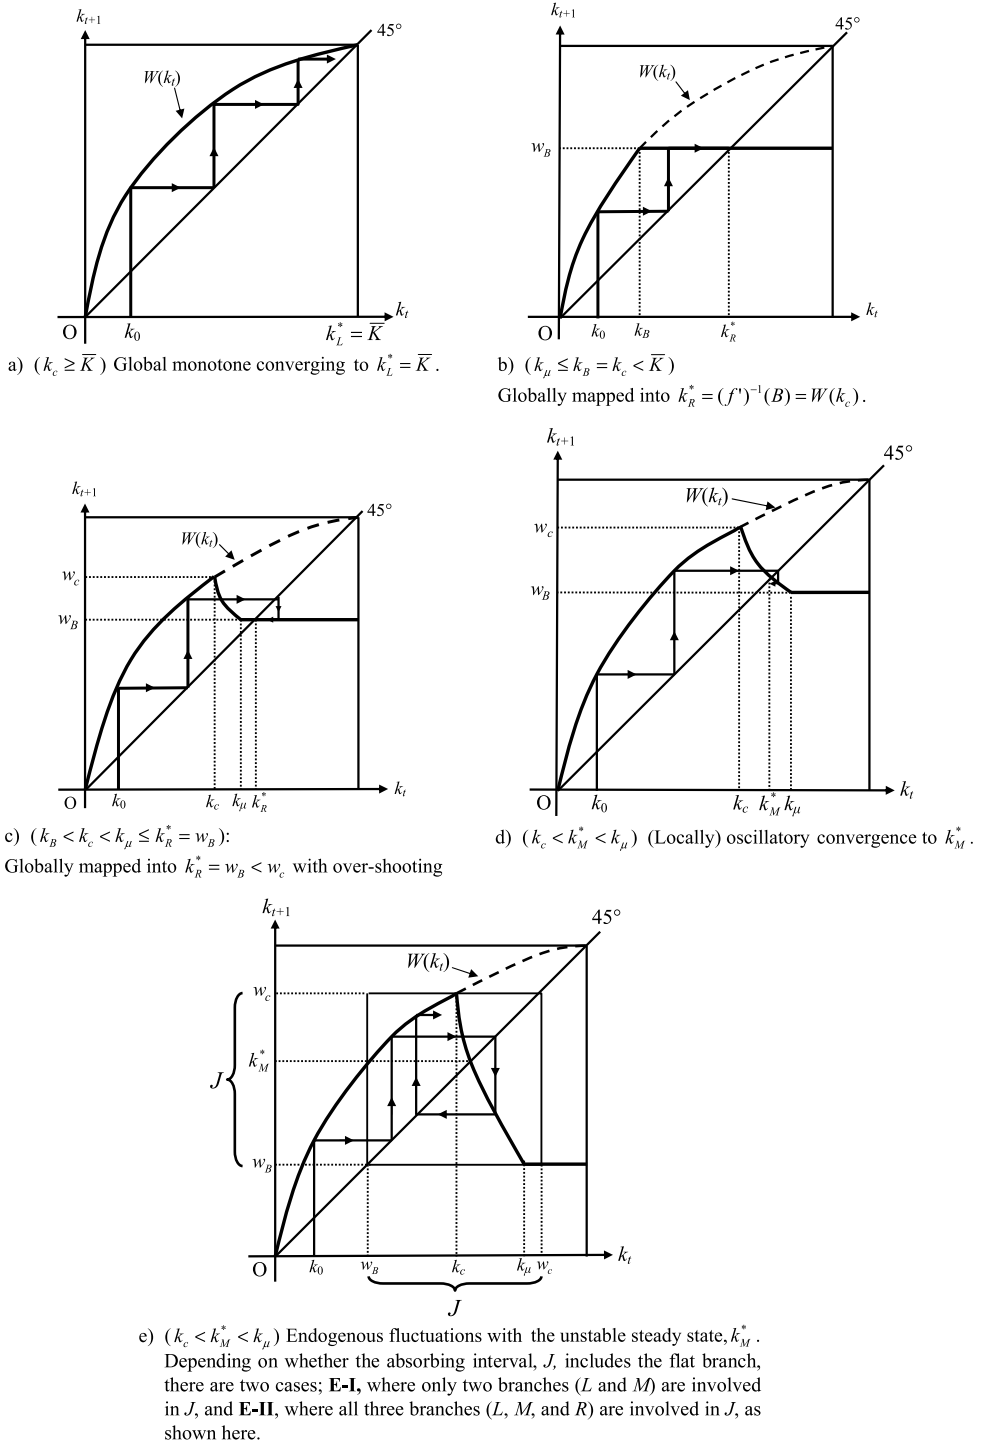 k_{t+1}
45°
W(k_t)
O
k_0
k_L^* = \overline{K}
k_t
a) (k_c ≥ \overline{K}) Global monotone converging to k_L^* = \overline{K}.
k_{t+1}
45°
W(k_t)
w_B
O
k_0
k_B
k_R^*
k_t
b) (k_μ ≤ k_B = k_c < \overline{K})
Globally mapped into k_R^* = (f')^{-1}(B) = W(k_c).
k_{t+1}
45°
W(k_t)
w_c
w_B
O
k_0
k_c
k_μ
k_R^*
k_t
c) (k_B < k_c < k_μ ≤ k_R^* = w_B):
Globally mapped into k_R^* = w_B < w_c with over-shooting
k_{t+1}
45°
W(k_t)
w_c
w_B
O
k_0
k_c
k_M^*
k_μ
k_t
d) (k_c < k_M^* < k_μ) (Locally) oscillatory convergence to k_M^*.
k_{t+1}
45°
W(k_t)
w_c
k_M^*
J
w_B
O
k_0
w_B
k_c
k_μ
w_c
k_t
J
e) (k_c < k_M^* < k_μ) Endogenous fluctuations with the unstable steady state, k_M^*.
Depending on whether the absorbing interval, J, includes the flat branch,
there are two cases; E-I, where only two branches (L and M) are involved
in J, and E-II, where all three branches (L, M, and R) are involved in J, as
shown here.